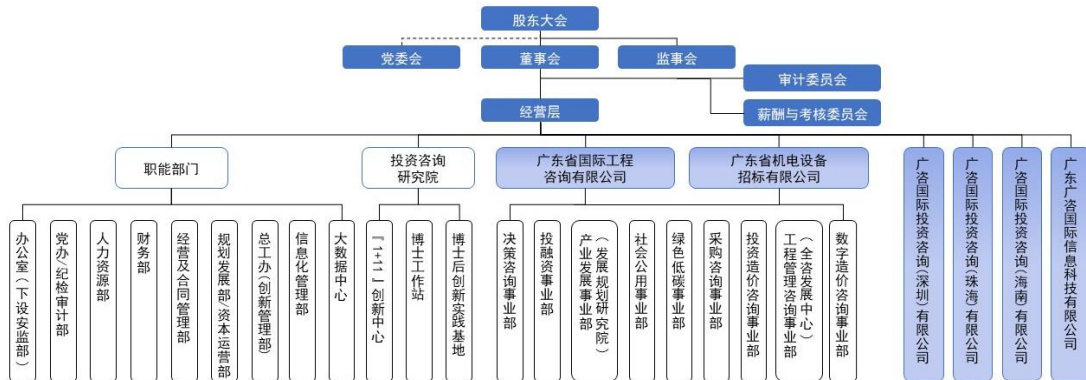 股东大会
党委会
董事会
监事会
审计委员会
经营层
薪酬与考核委员会
职能部门
投资咨询
研究院
广东省国际工程
咨询有限公司
广东省机电设备
招标有限公司
广咨国际投资咨询(深圳)有限公司
广咨国际投资咨询(珠海)有限公司
广咨国际投资咨询(海南)有限公司
广东广咨国际信息科技有限公司
办公室(下设安监部)
党办/纪检审计部
人力资源部
财务部
经营及合同管理部
规划发展部/资本运营部
总工办(创新管理部)
信息化管理部
大数据中心
『1+11』创新中心
博士工作站
博士后创新实践基地
决策咨询事业部
投融资事业部
(发展规划研究院)
产业发展事业部
社会公用事业部
绿色低碳事业部
采购咨询事业部
投资造价咨询事业部
(全咨发展中心)
工程管理咨询事业部
数字造价咨询事业部